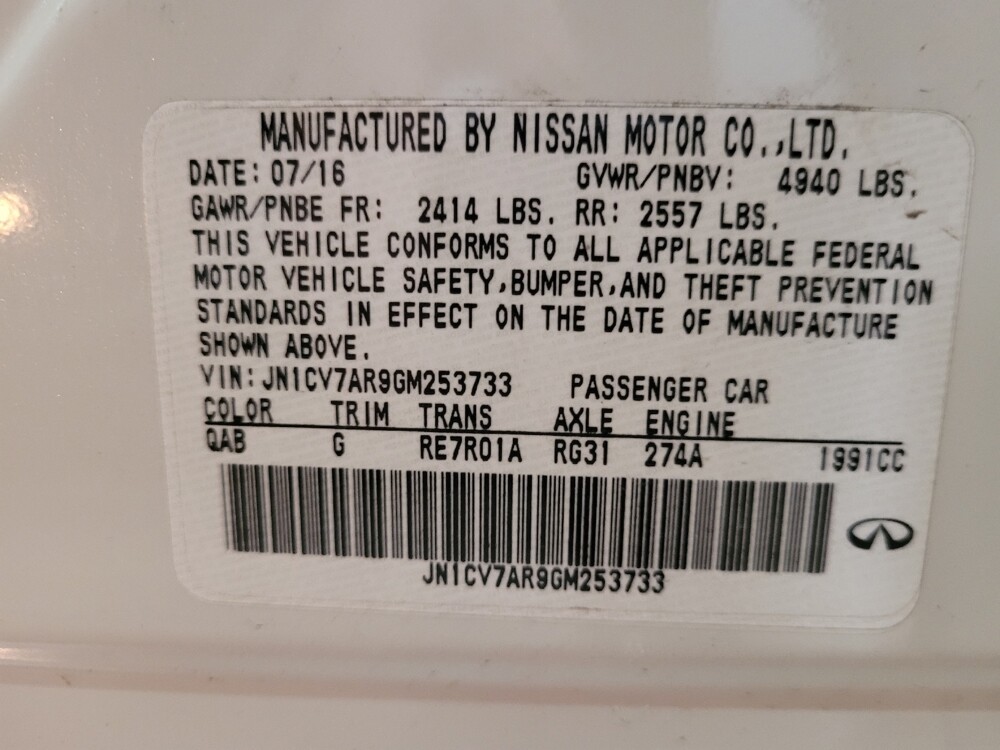 MANUFACTURED BY NISSAN MOTOR CO.,LTD.
DATE: 07/16 GVWR/PNBV: 4940 LBS.
GAWR/PNBE FR: 2414 LBS. RR: 2557 LBS.
THIS VEHICLE CONFORMS TO ALL APPLICABLE FEDERAL
MOTOR VEHICLE SAFETY,BUMPER,AND THEFT PREVENTION
STANDARDS IN EFFECT ON THE DATE OF MANUFACTURE
SHOWN ABOVE.
VIN: JN1CV7AR9GM253733 PASSENGER CAR
COLOR TRIM TRANS AXLE ENGINE
QAB G RE7R01A RG31 274A 1991CC
JN1CV7AR9GM253733